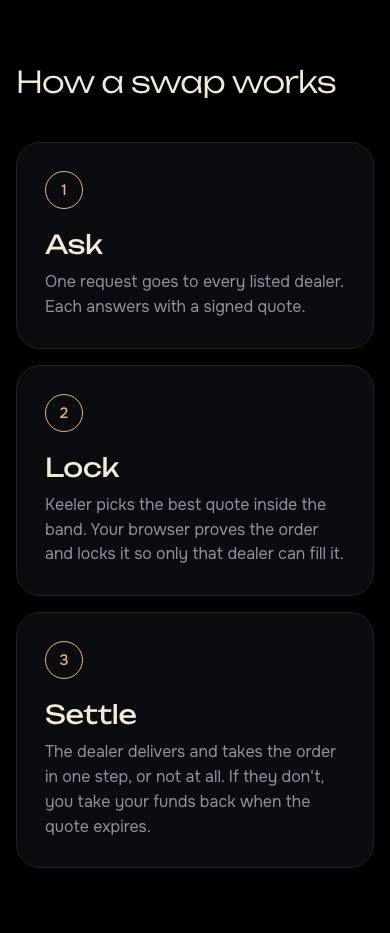 How a swap works
1
Ask
One request goes to every listed dealer.
Each answers with a signed quote.
2
Lock
Keeler picks the best quote inside the
band. Your browser proves the order
and locks it so only that dealer can fill it.
3
Settle
The dealer delivers and takes the order
in one step, or not at all. If they don't,
you take your funds back when the
quote expires.